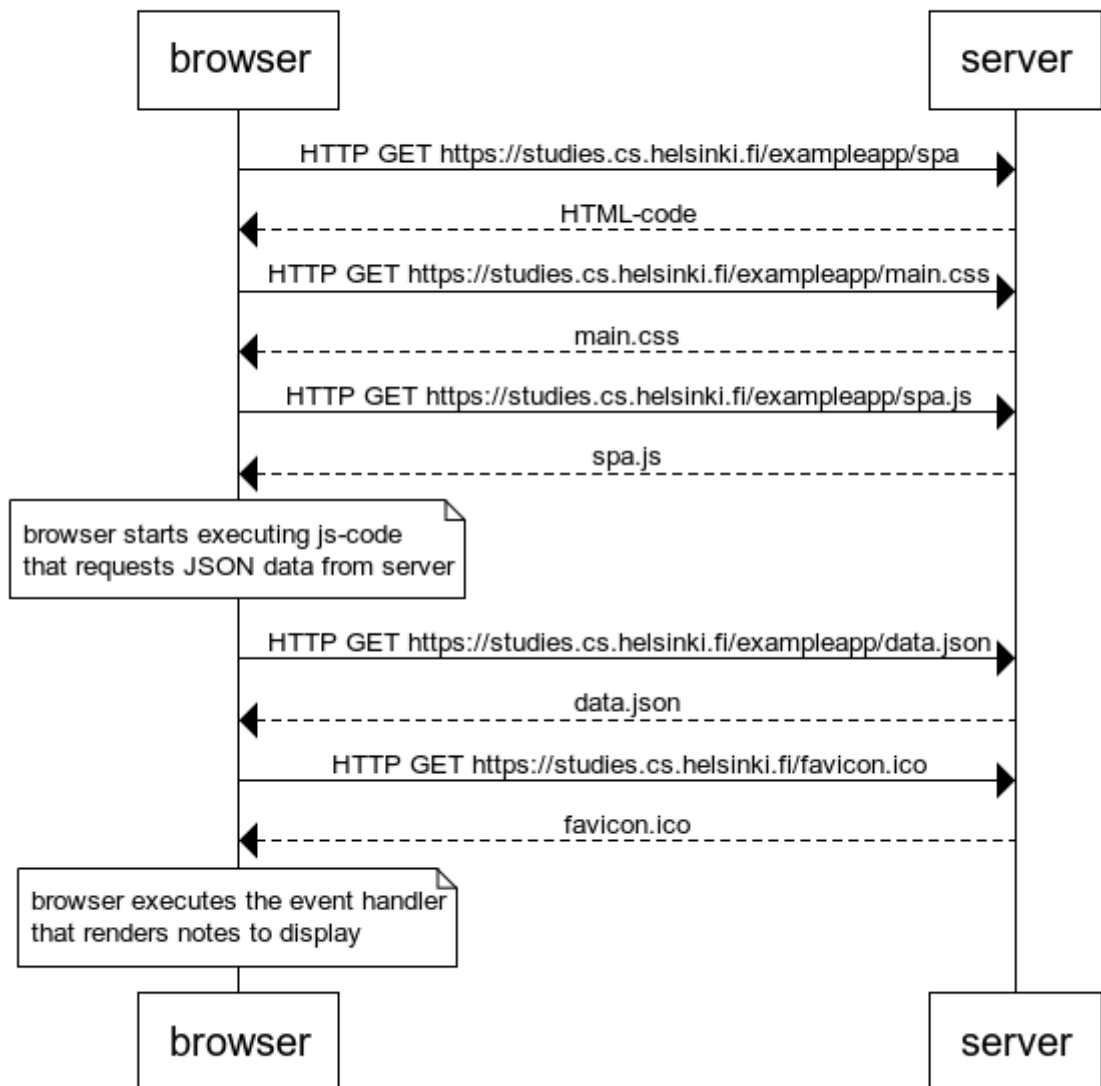 browser
server
HTTP GET https://studies.cs.helsinki.fi/exampleapp/spa
HTML-code
HTTP GET https://studies.cs.helsinki.fi/exampleapp/main.css
main.css
HTTP GET https://studies.cs.helsinki.fi/exampleapp/spa.js
spa.js
browser starts executing js-code
that requests JSON data from server
HTTP GET https://studies.cs.helsinki.fi/exampleapp/data.json
data.json
HTTP GET https://studies.cs.helsinki.fi/favicon.ico
favicon.ico
browser executes the event handler
that renders notes to display
browser
server